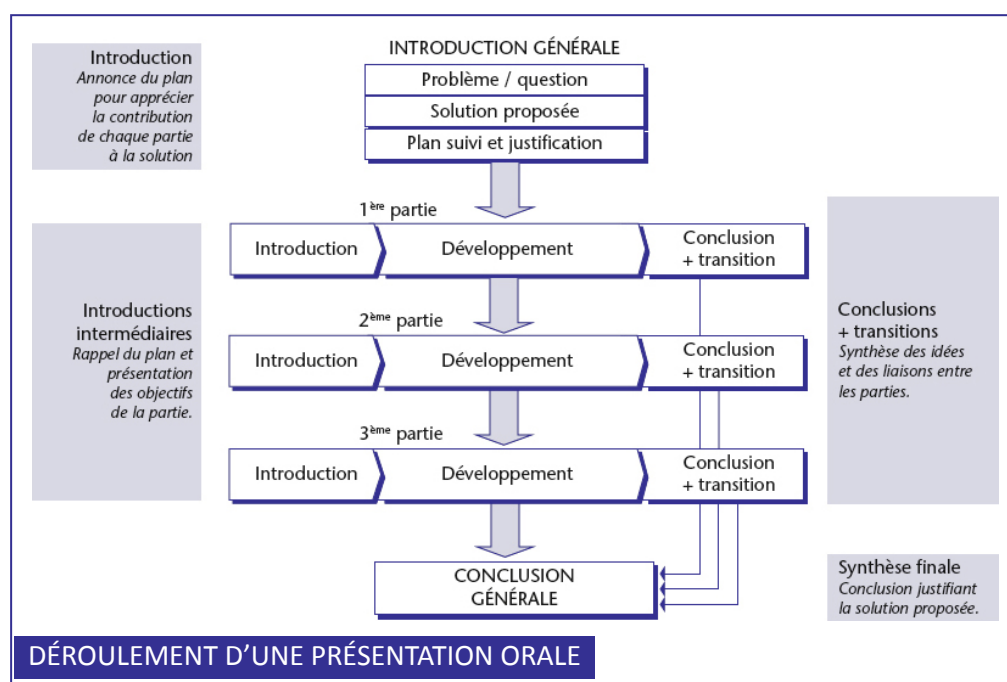 INTRODUCTION GÉNÉRALE
Problème / question
Solution proposée
Plan suivi et justification
Introduction
Annonce du plan
pour apprécier
la contribution
de chaque partie
à la solution
1ère partie
Introduction
Développement
Conclusion
+ transition
2ème partie
Introduction
Développement
Conclusion
+ transition
3ème partie
Introduction
Développement
Conclusion
+ transition
Introductions
intermédiaires
Rappel du plan et
présentation
des objectifs
de la partie.
Conclusions
+ transitions
Synthèse des idées
et des liaisons entre
les parties.
CONCLUSION
GÉNÉRALE
Synthèse finale
Conclusion justifiant
la solution proposée.
DÉROULEMENT D’UNE PRÉSENTATION ORALE